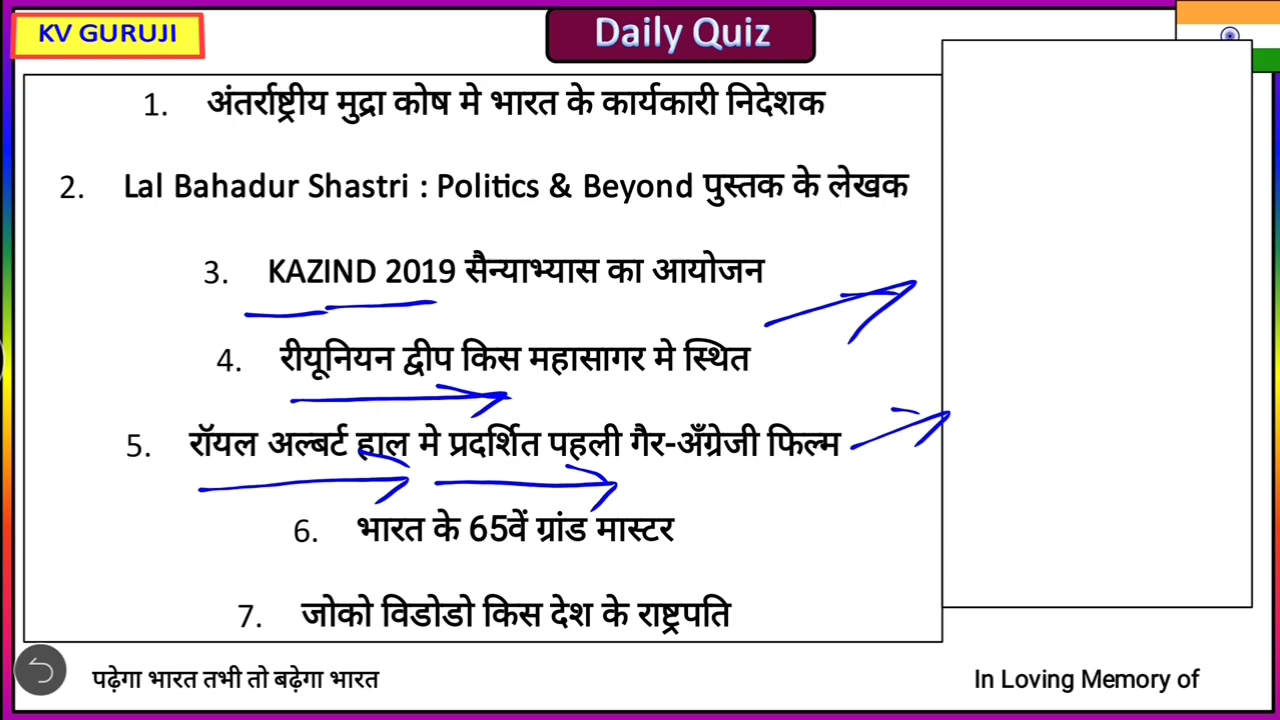 KV GURUJI
Daily Quiz
1. अंतर्राष्ट्रीय मुद्रा कोष मे भारत के कार्यकारी निदेशक
2. Lal Bahadur Shastri : Politics & Beyond पुस्तक के लेखक
3. KAZIND 2019 सैन्याभ्यास का आयोजन
4. रीयूनियन द्वीप किस महासागर मे स्थित
5. रॉयल अल्बर्ट हाल मे प्रदर्शित पहली गैर-अँग्रेजी फिल्म
6. भारत के 65वें ग्रांड मास्टर
7. जोको विडोडो किस देश के राष्ट्रपति
पढ़ेगा भारत तभी तो बढ़ेगा भारत
In Loving Memory of